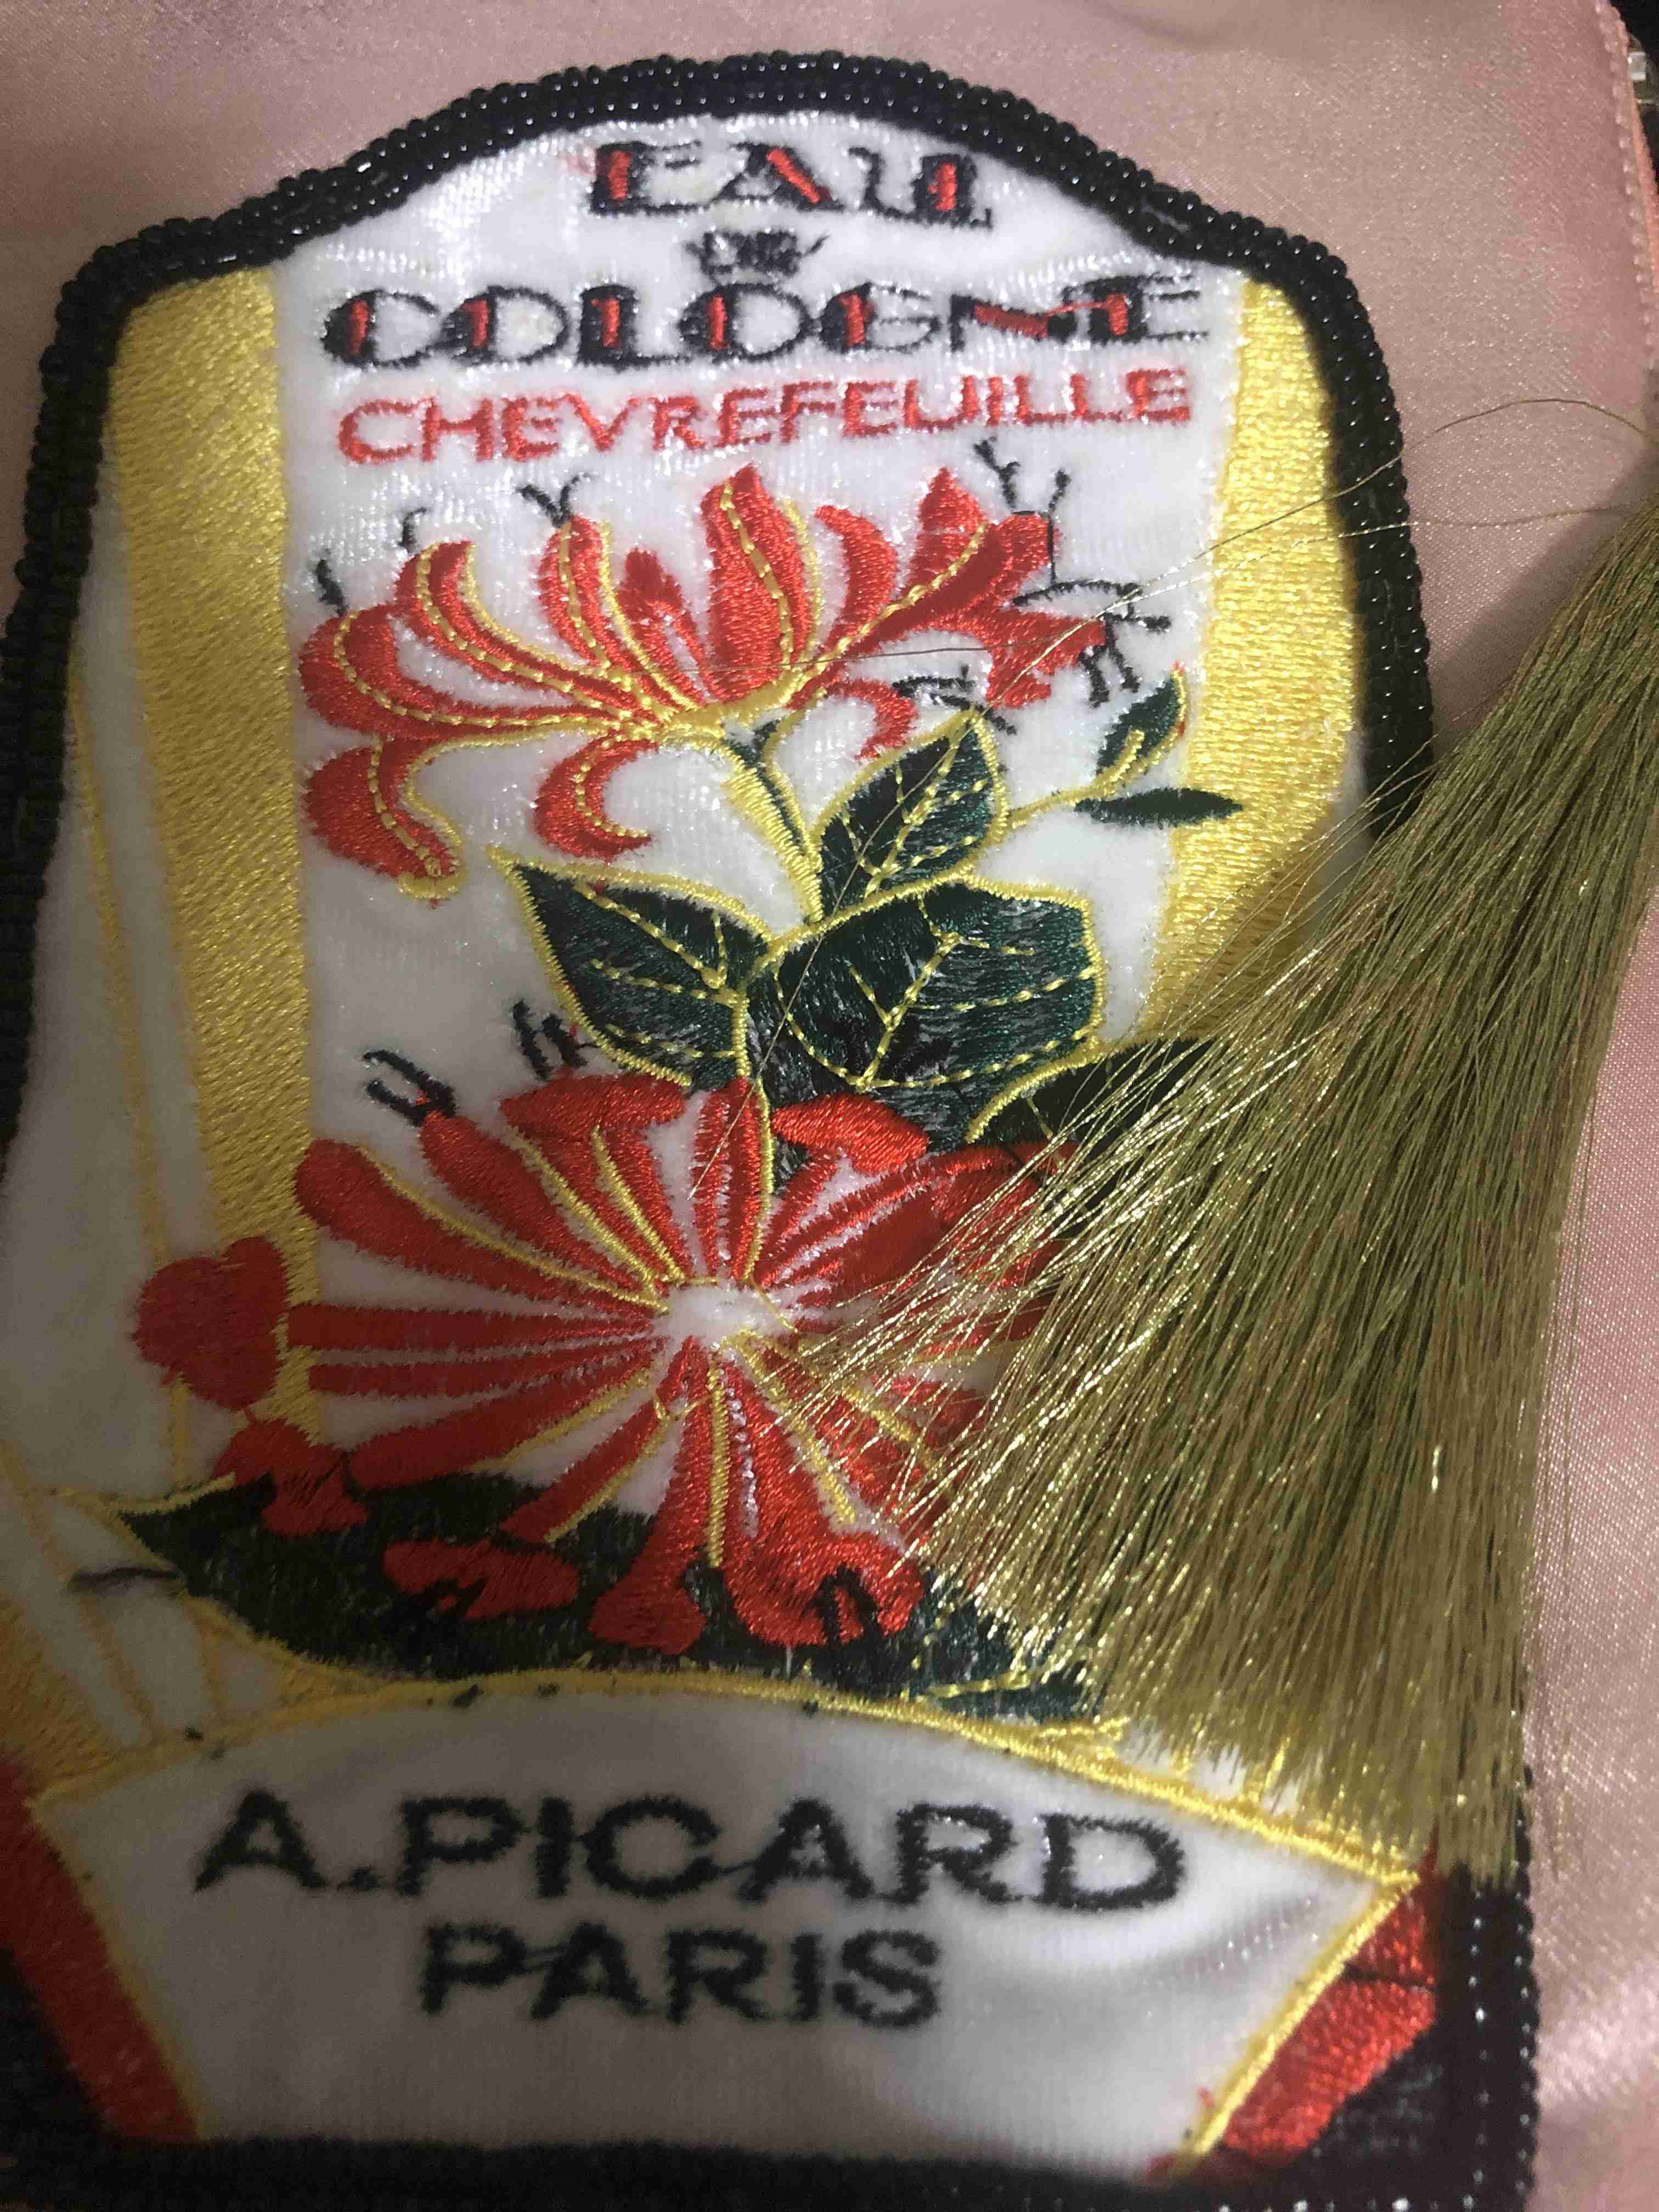 EAU
DE
COLOGNE
CHEVREFEUILLE
A.PICARD
PARIS